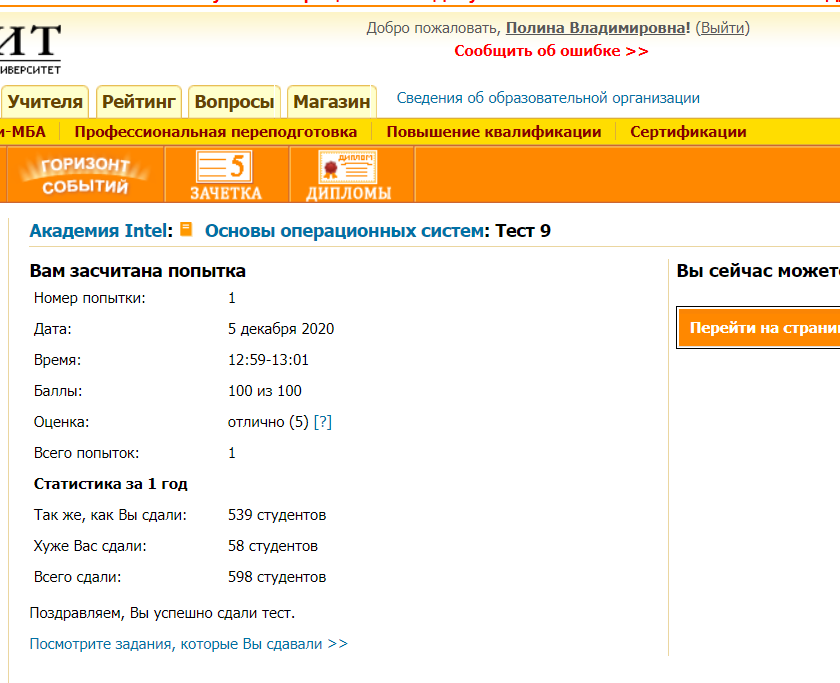 Добро пожаловать, Полина Владимировна! (Выйти)
Сообщить об ошибке >>
ИТ
ИВЕРСИТЕТ
Учителя Рейтинг Вопросы Магазин Сведения об образовательной организации
и-МБА Профессиональная переподготовка Повышение квалификации Сертификации
ГОРИЗОНТ
СОБЫТИЙ
5
ЗАЧЕТКА
ДИПЛОМ
ДИПЛОМЫ
Академия Intel: Основы операционных систем: Тест 9
Вам засчитана попытка
Номер попытки: 1
Дата: 5 декабря 2020
Время: 12:59-13:01
Баллы: 100 из 100
Оценка: отлично (5) [?]
Всего попыток: 1
Статистика за 1 год
Так же, как Вы сдали: 539 студентов
Хуже Вас сдали: 58 студентов
Всего сдали: 598 студентов
Поздравляем, Вы успешно сдали тест.
Посмотрите задания, которые Вы сдавали >>
Вы сейчас может
Перейти на страни